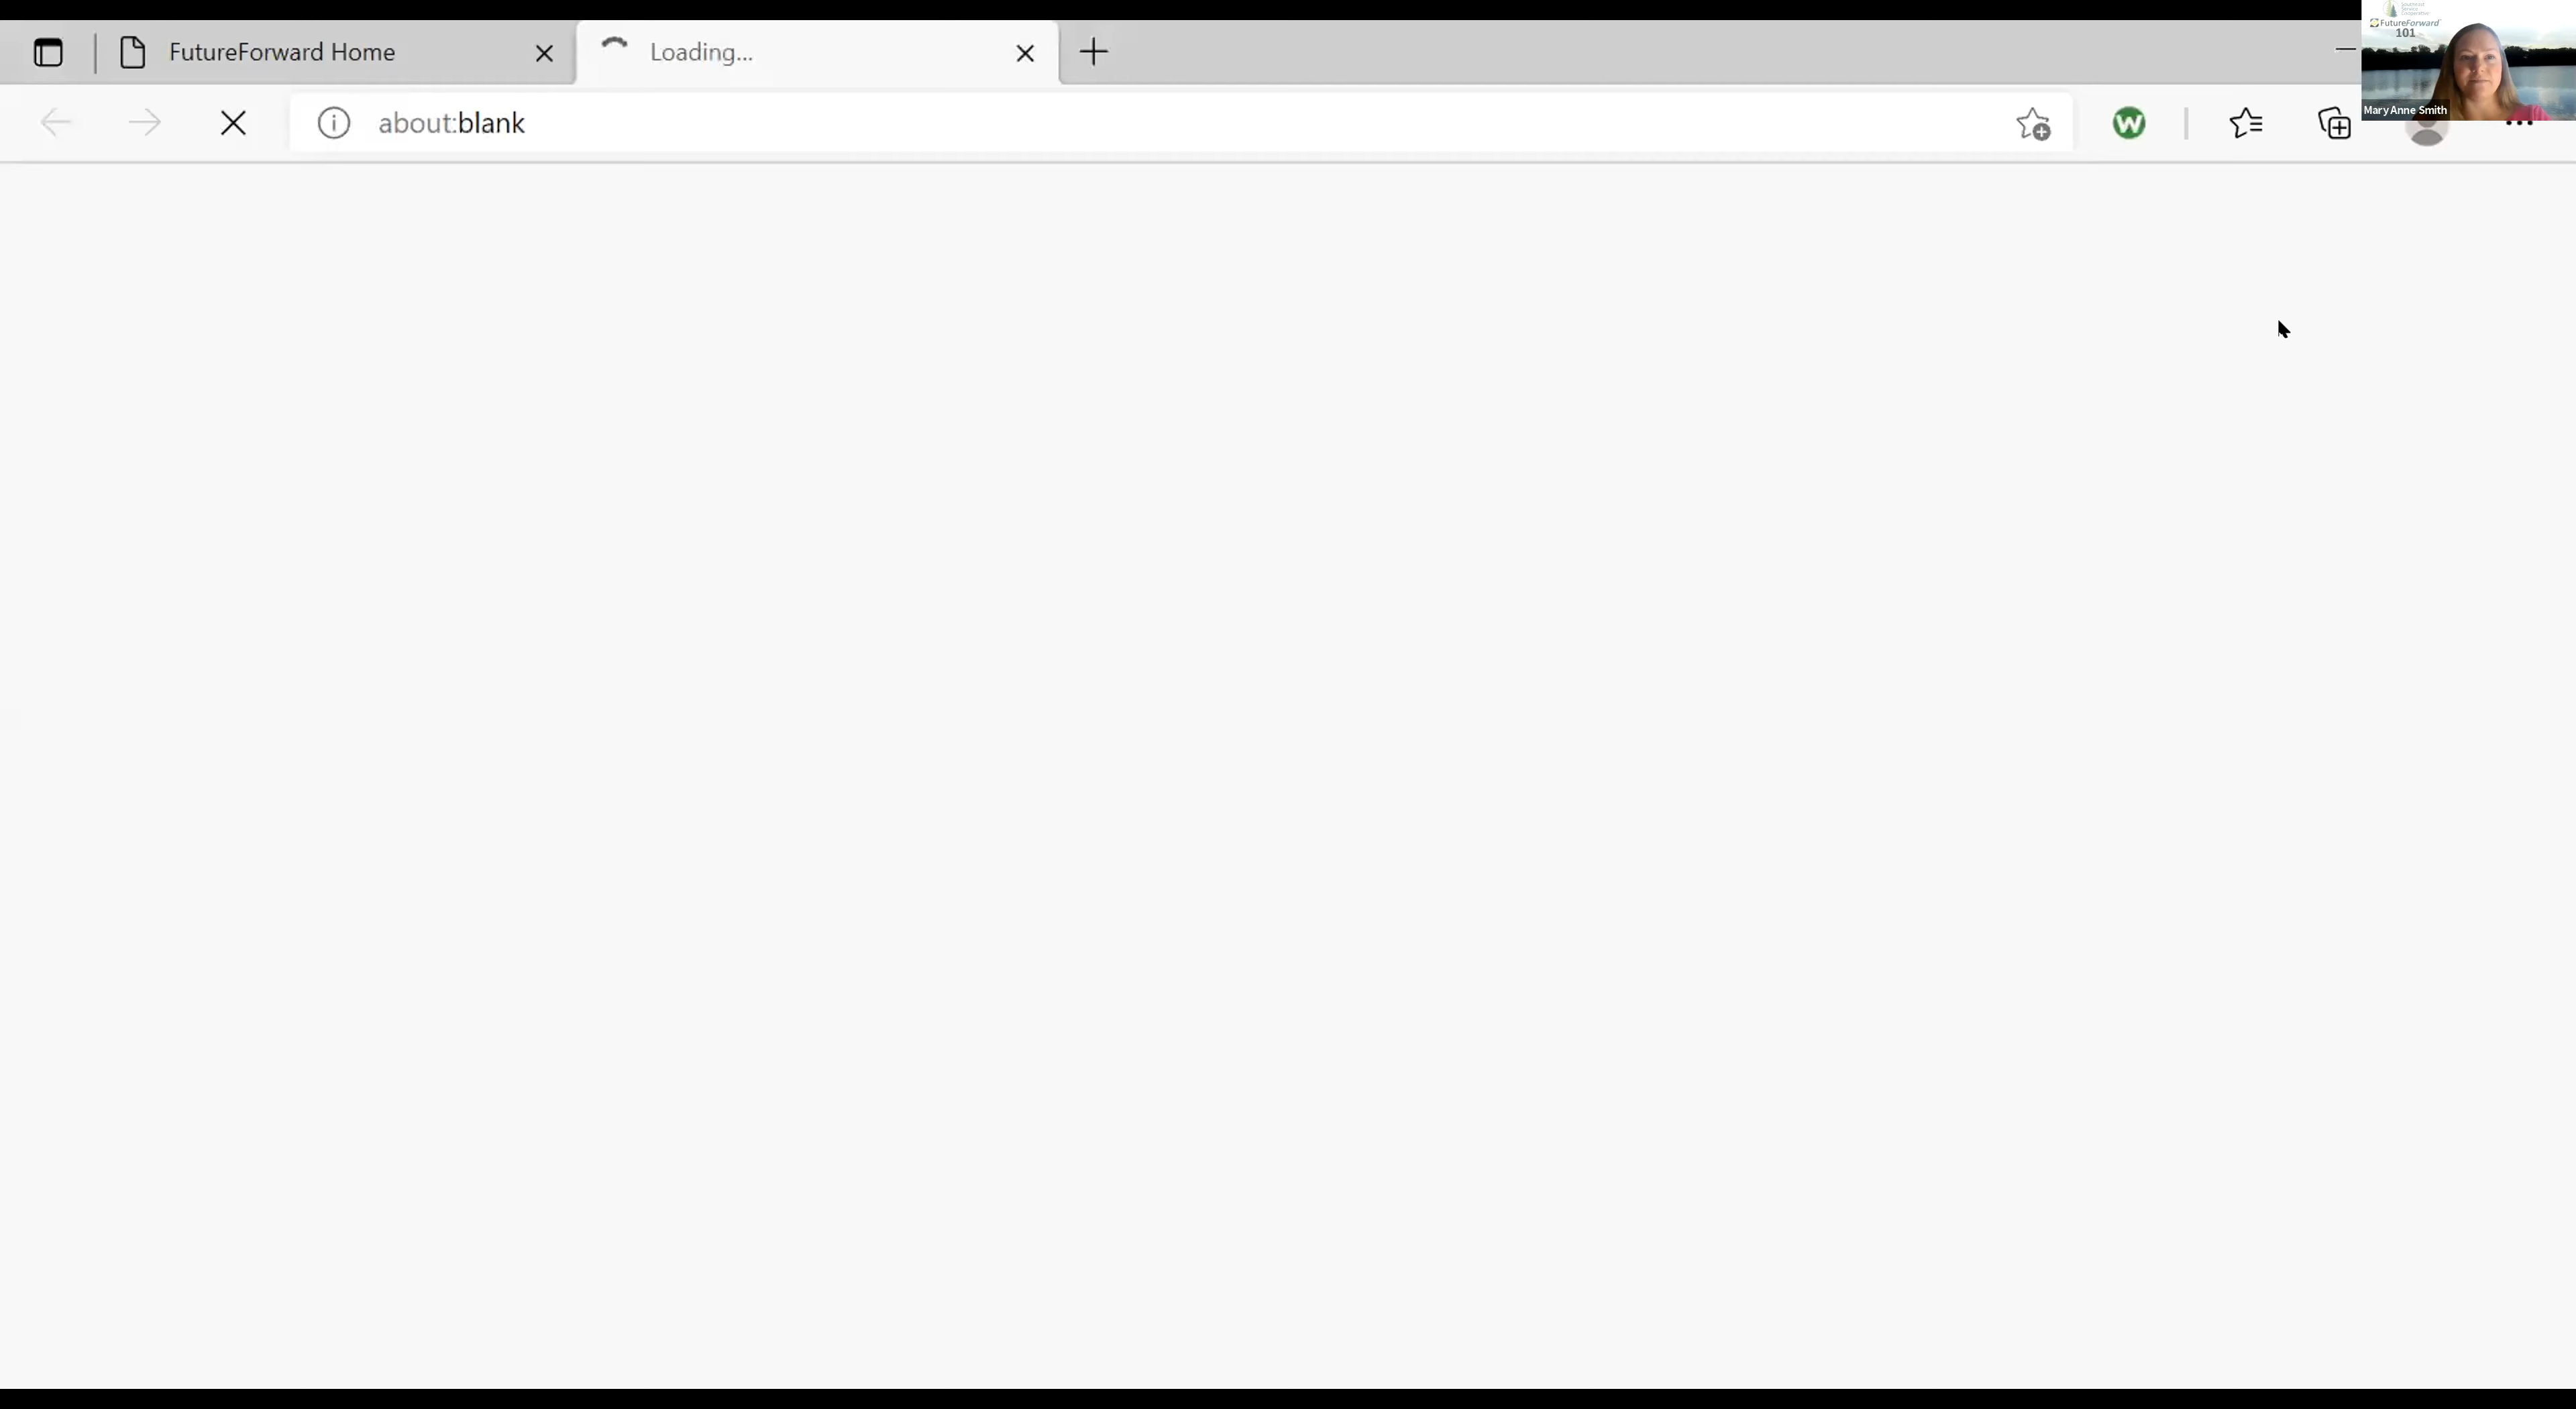 FutureForward Home
Loading...
about:blank
W
FutureForward
101
Mary Anne Smith